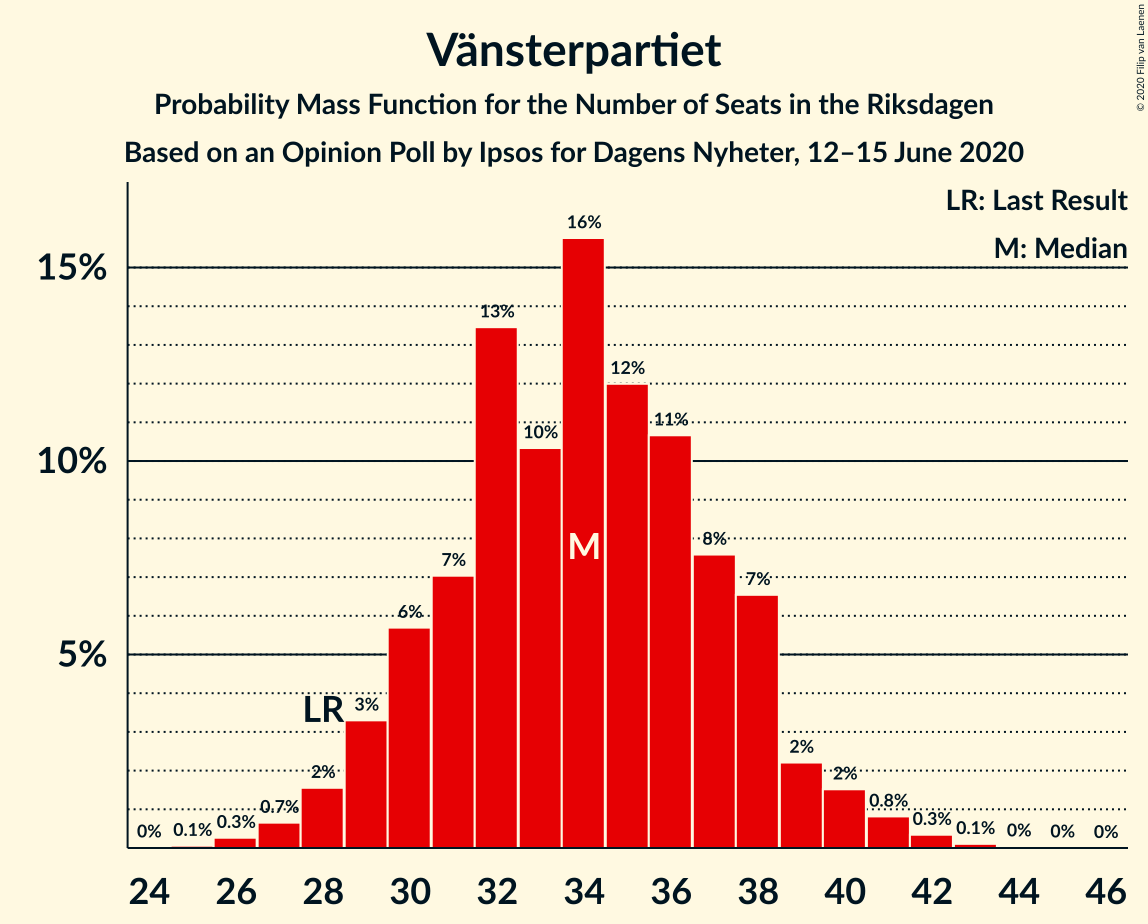 Vänsterpartiet
Probability Mass Function for the Number of Seats in the Riksdagen
Based on an Opinion Poll by Ipsos for Dagens Nyheter, 12–15 June 2020
© 2020 Filip van Laenen
LR: Last Result
M: Median
15%
10%
5%
0%
0.1%
0.3%
0.7%
2%
LR
3%
6%
7%
13%
10%
16%
M
12%
11%
8%
7%
2%
2%
0.8%
0.3%
0.1%
0%
0%
0%
24 26 28 30 32 34 36 38 40 42 44 46